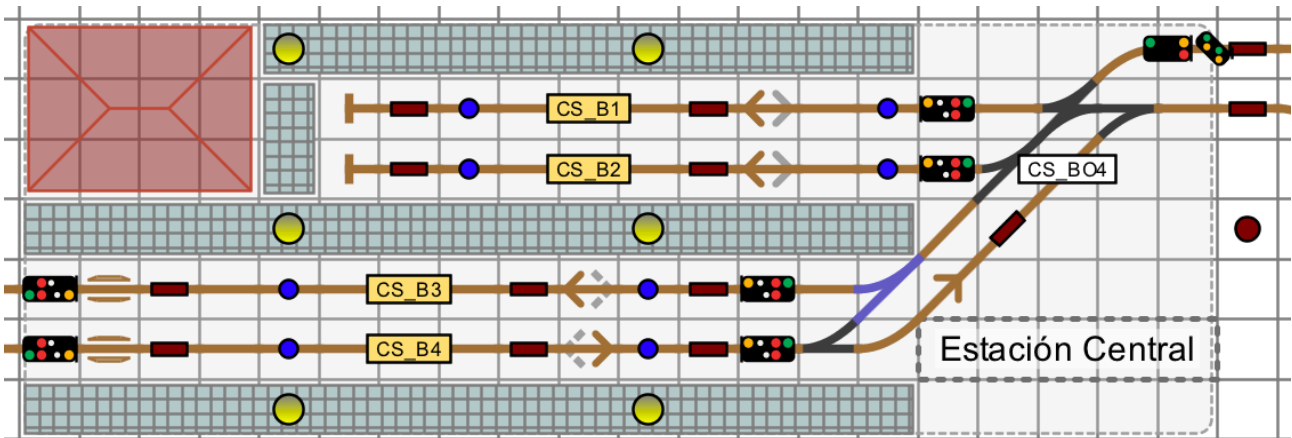 CS_B1
CS_B2
CS_BO4
CS_B3
CS_B4
Estación Central